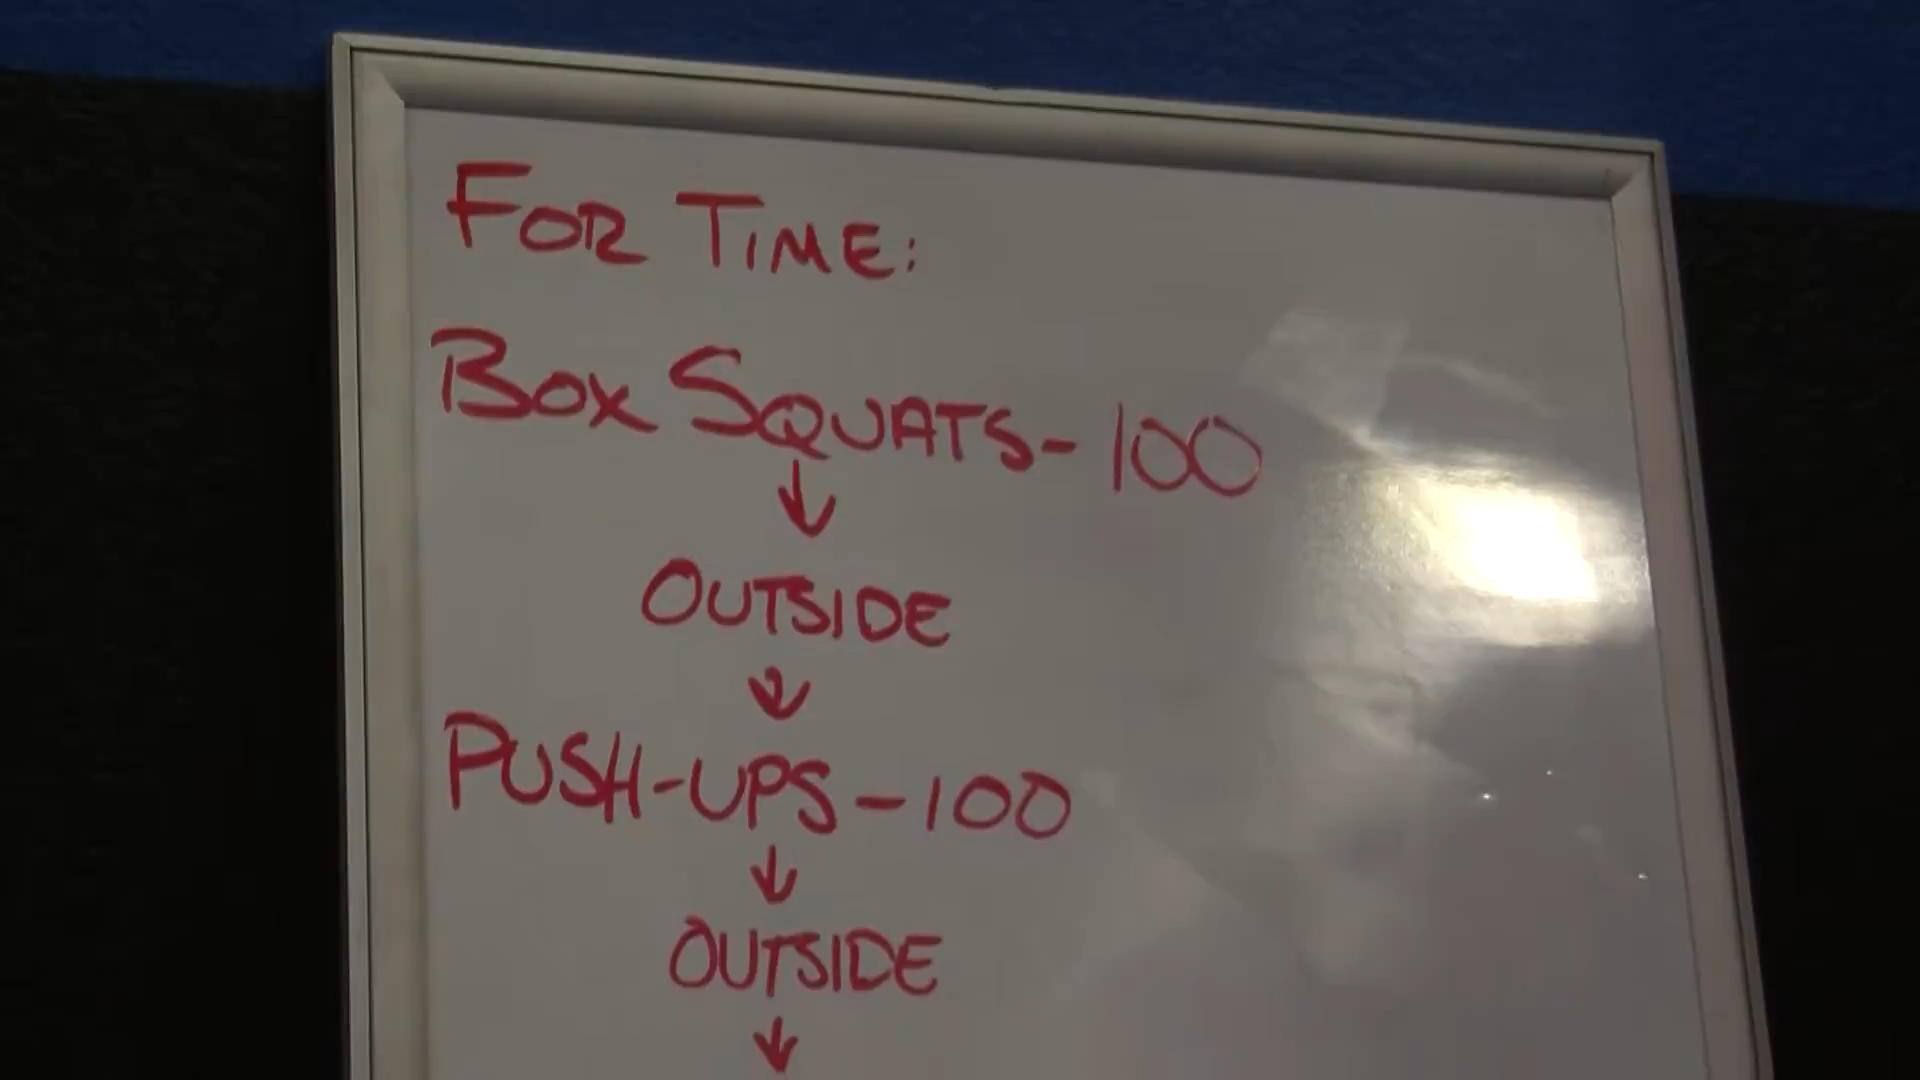 FOR TIME:
BOX SQUATS - 100
↓
OUTSIDE
↓
PUSH-UPS - 100
↓
OUTSIDE
↓